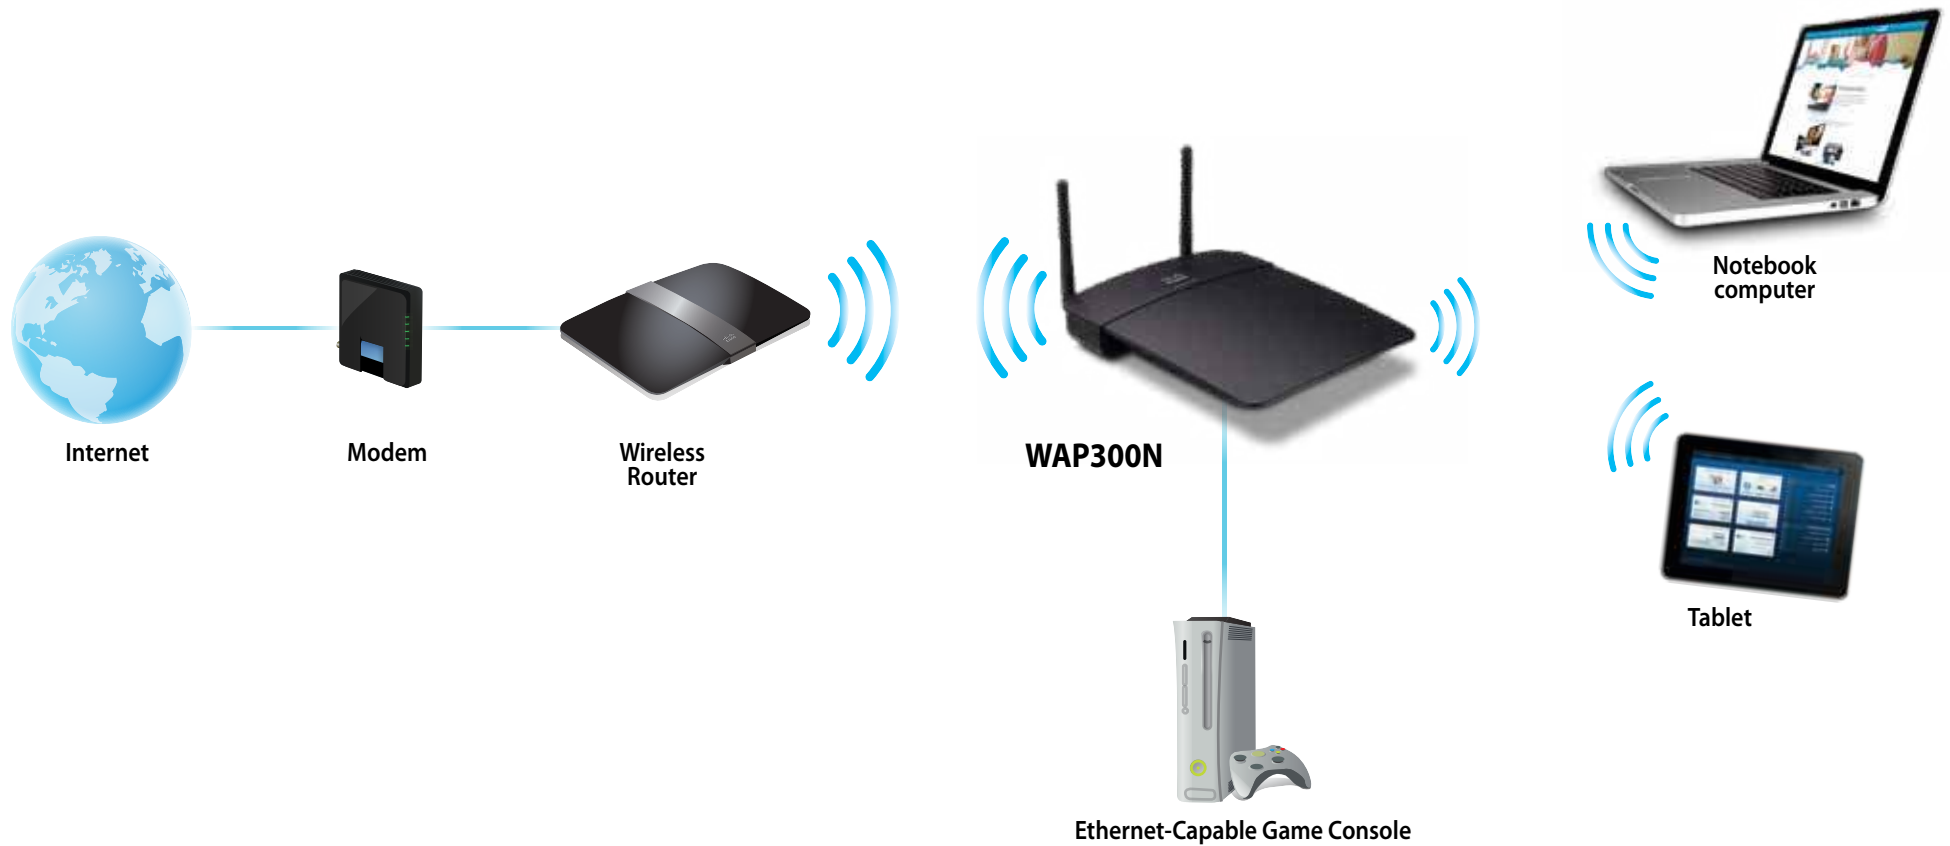 Internet
Modem
Wireless
Router
WAP300N
Notebook
computer
Tablet
Ethernet-Capable Game Console